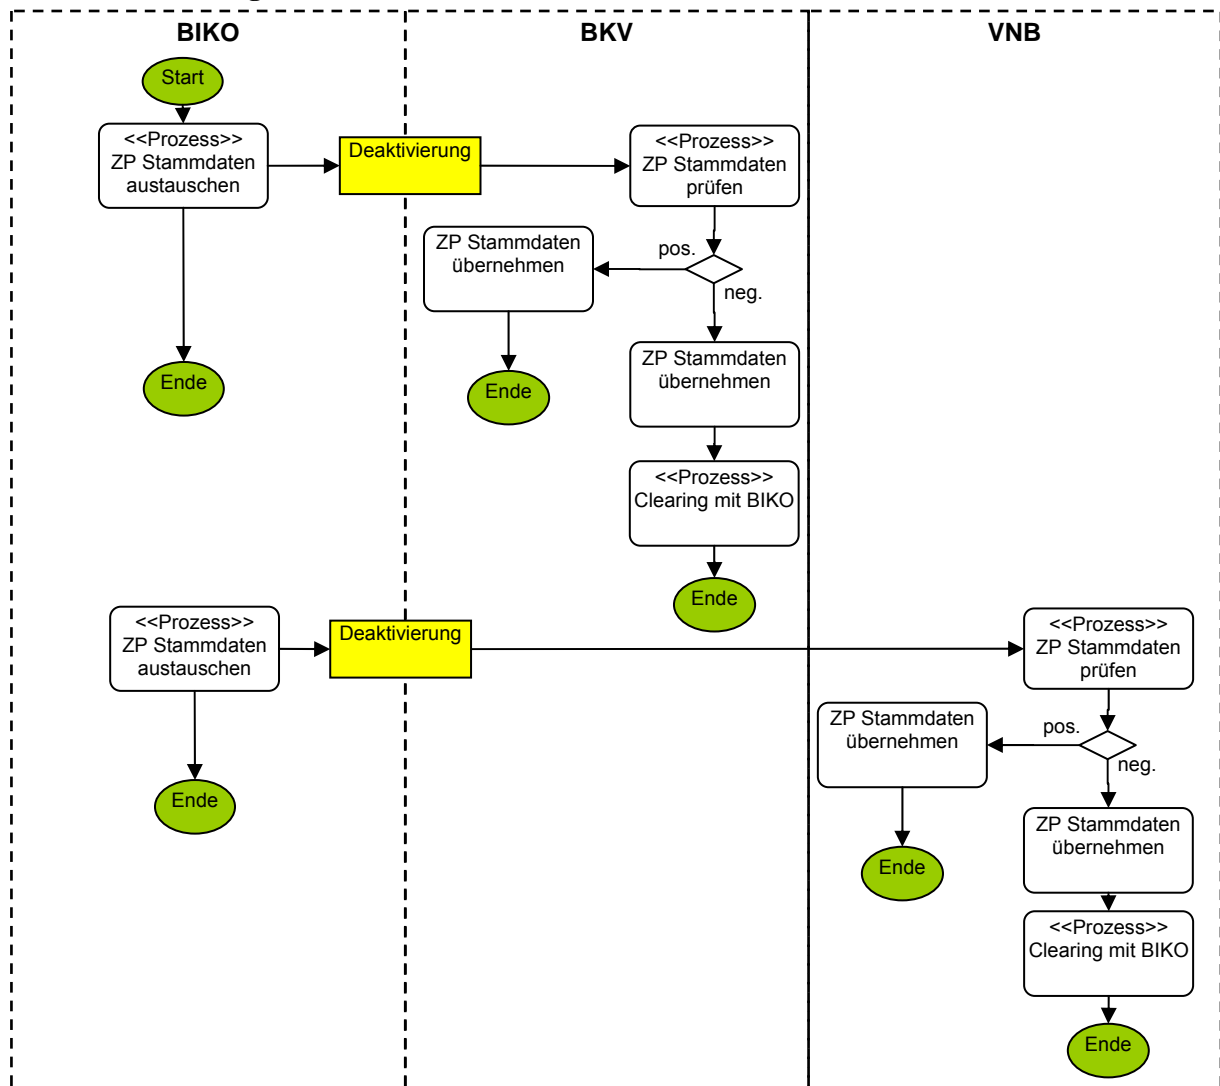 BIKO
BKV
VNB
Start
<<Prozess>>
ZP Stammdaten
austauschen
Deaktivierung
<<Prozess>>
ZP Stammdaten
prüfen
ZP Stammdaten
übernehmen
pos.
neg.
Ende
Ende
ZP Stammdaten
übernehmen
<<Prozess>>
Clearing mit BIKO
Ende
<<Prozess>>
ZP Stammdaten
austauschen
Deaktivierung
<<Prozess>>
ZP Stammdaten
prüfen
ZP Stammdaten
übernehmen
pos.
neg.
Ende
Ende
ZP Stammdaten
übernehmen
<<Prozess>>
Clearing mit BIKO
Ende